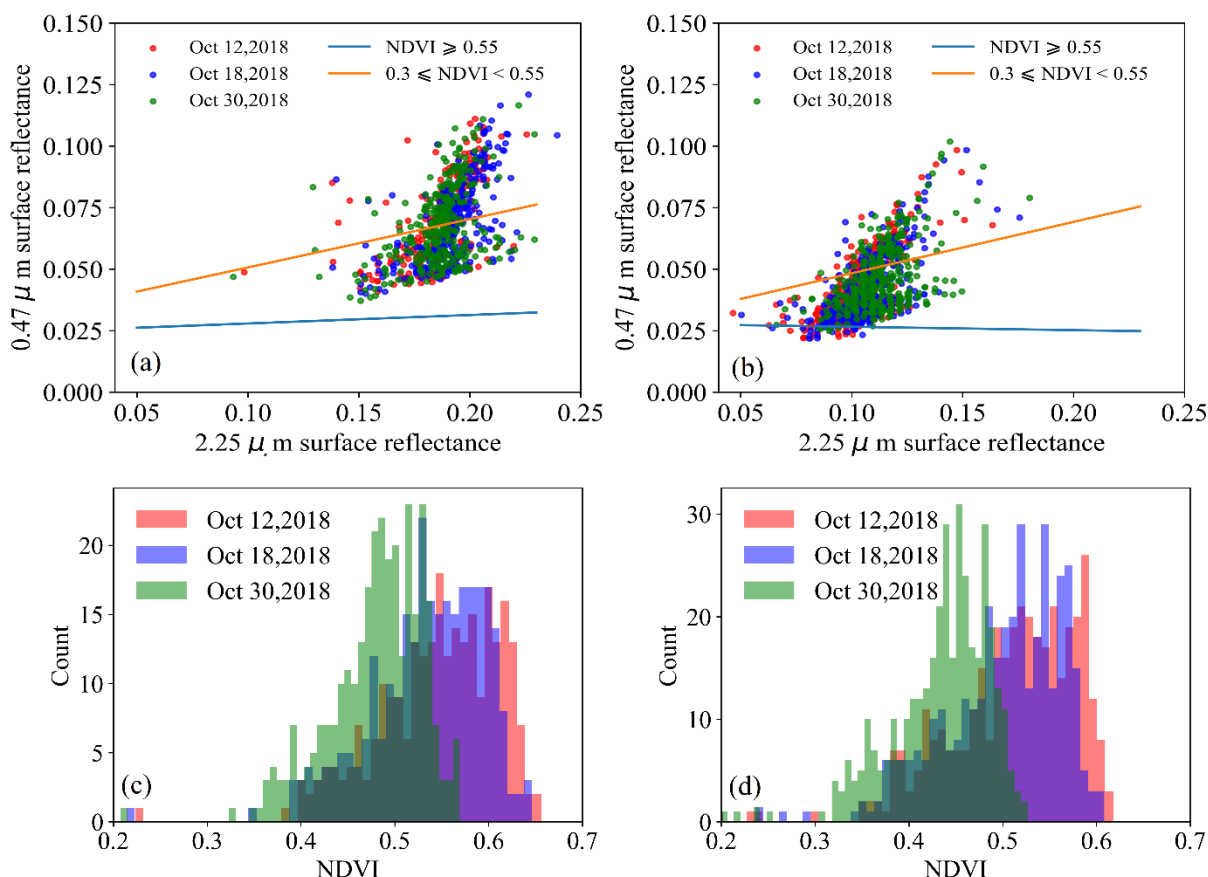 0.150
0.125
0.100
0.075
0.050
0.025
0.000
0.47 μ m surface reflectance
Oct 12,2018
Oct 18,2018
Oct 30,2018
NDVI ⩾ 0.55
0.3 ⩽ NDVI < 0.55
(a)
0.05 0.10 0.15 0.20 0.25
2.25 μ m surface reflectance
0.150
0.125
0.100
0.075
0.050
0.025
0.000
0.47 μ m surface reflectance
Oct 12,2018
Oct 18,2018
Oct 30,2018
NDVI ⩾ 0.55
0.3 ⩽ NDVI < 0.55
(b)
0.05 0.10 0.15 0.20 0.25
2.25 μ m surface reflectance
20
15
10
5
0
Count
Oct 12,2018
Oct 18,2018
Oct 30,2018
(c)
0.2 0.3 0.4 0.5 0.6 0.7
NDVI
30
20
10
0
Count
Oct 12,2018
Oct 18,2018
Oct 30,2018
(d)
0.2 0.3 0.4 0.5 0.6 0.7
NDVI